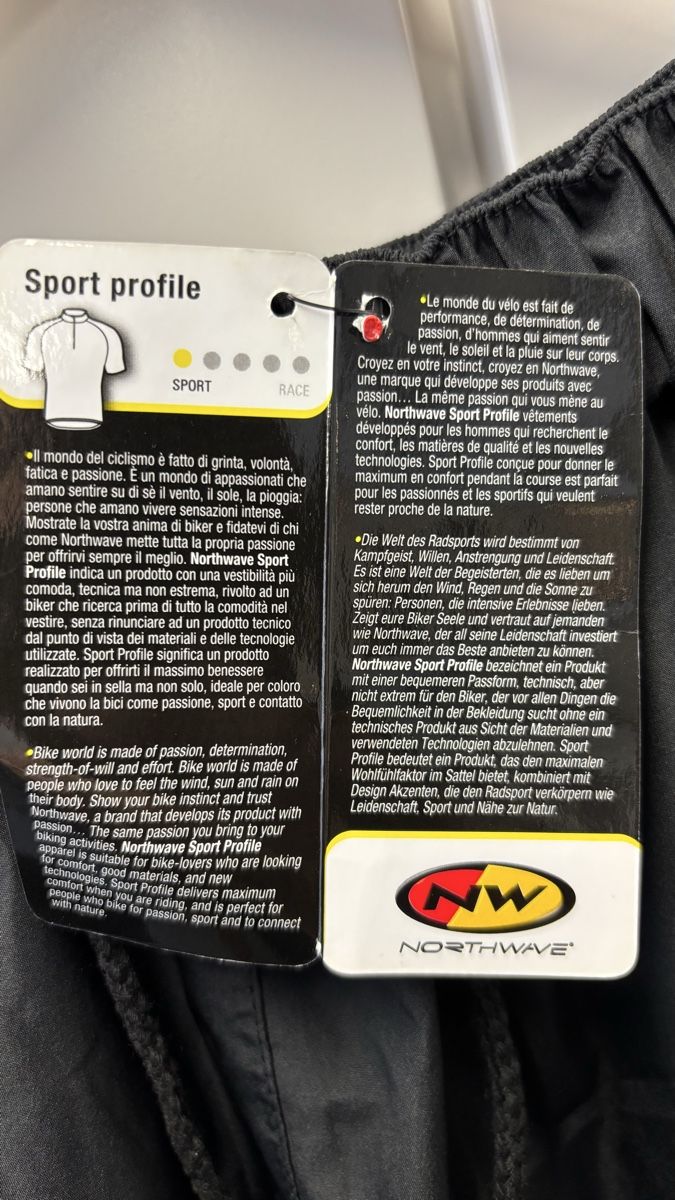 Sport profile
SPORT
RACE
•Il mondo del ciclismo è fatto di grinta, volontà,
fatica e passione. È un mondo di appassionati che
amano sentire su di sè il vento, il sole, la pioggia:
persone che amano vivere sensazioni intense.
Mostrate la vostra anima di biker e fidatevi di chi
come Northwave mette tutta la propria passione
per offrirvi sempre il meglio. Northwave Sport
Profile indica un prodotto con una vestibilità più
comoda, tecnica ma non estrema, rivolto ad un
biker che ricerca prima di tutto la comodità nel
vestire, senza rinunciare ad un prodotto tecnico
dal punto di vista dei materiali e delle tecnologie
utilizzate. Sport Profile significa un prodotto
realizzato per offrirti il massimo benessere
quando sei in sella ma non solo, ideale per coloro
che vivono la bici come passione, sport e contatto
con la natura.
•Bike world is made of passion, determination,
strength-of-will and effort. Bike world is made of
people who love to feel the wind, sun and rain on
their body. Show your bike instinct and trust
Northwave, a brand that develops its product with
passion... The same passion you bring to your
biking activities. Northwave Sport Profile
apparel is suitable for bike-lovers who are looking
for comfort, good materials, and new
technologies. Sport Profile delivers maximum
comfort when you are riding, and is perfect for
people who bike for passion, sport and to connect
with nature.
•Le monde du vélo est fait de
performance, de détermination, de
passion, d'hommes qui aiment sentir
le vent, le soleil et la pluie sur leur corps.
Croyez en votre instinct, croyez en Northwave,
une marque qui développe ses produits avec
passion... La même passion qui vous mène au
vélo. Northwave Sport Profile vêtements
développés pour les hommes qui recherchent le
confort, les matières de qualité et les nouvelles
technologies. Sport Profile conçue pour donner le
maximum en confort pendant la course est parfait
pour les passionnés et les sportifs qui veulent
rester proche de la nature.
•Die Welt des Radsports wird bestimmt von
Kampfgeist, Willen, Anstrengung und Leidenschaft.
Es ist eine Welt der Begeisterten, die es lieben um
sich herum den Wind, Regen und die Sonne zu
spüren: Personen, die intensive Erlebnisse lieben.
Zeigt eure Biker Seele und vertraut auf jemanden
wie Northwave, der all seine Leidenschaft investiert
um euch immer das Beste anbieten zu können.
Northwave Sport Profile bezeichnet ein Produkt
mit einer bequemeren Passform, technisch, aber
nicht extrem für den Biker, der vor allen Dingen die
Bequemlichkeit in der Bekleidung sucht ohne ein
technisches Produkt aus Sicht der Materialien und
verwendeten Technologien abzulehnen. Sport
Profile bedeutet ein Produkt, das den maximalen
Wohlfühlfaktor im Sattel bietet, kombiniert mit
Design Akzenten, die den Radsport verkörpern wie
Leidenschaft, Sport und Nähe zur Natur.
NW
NORTHWAVE®